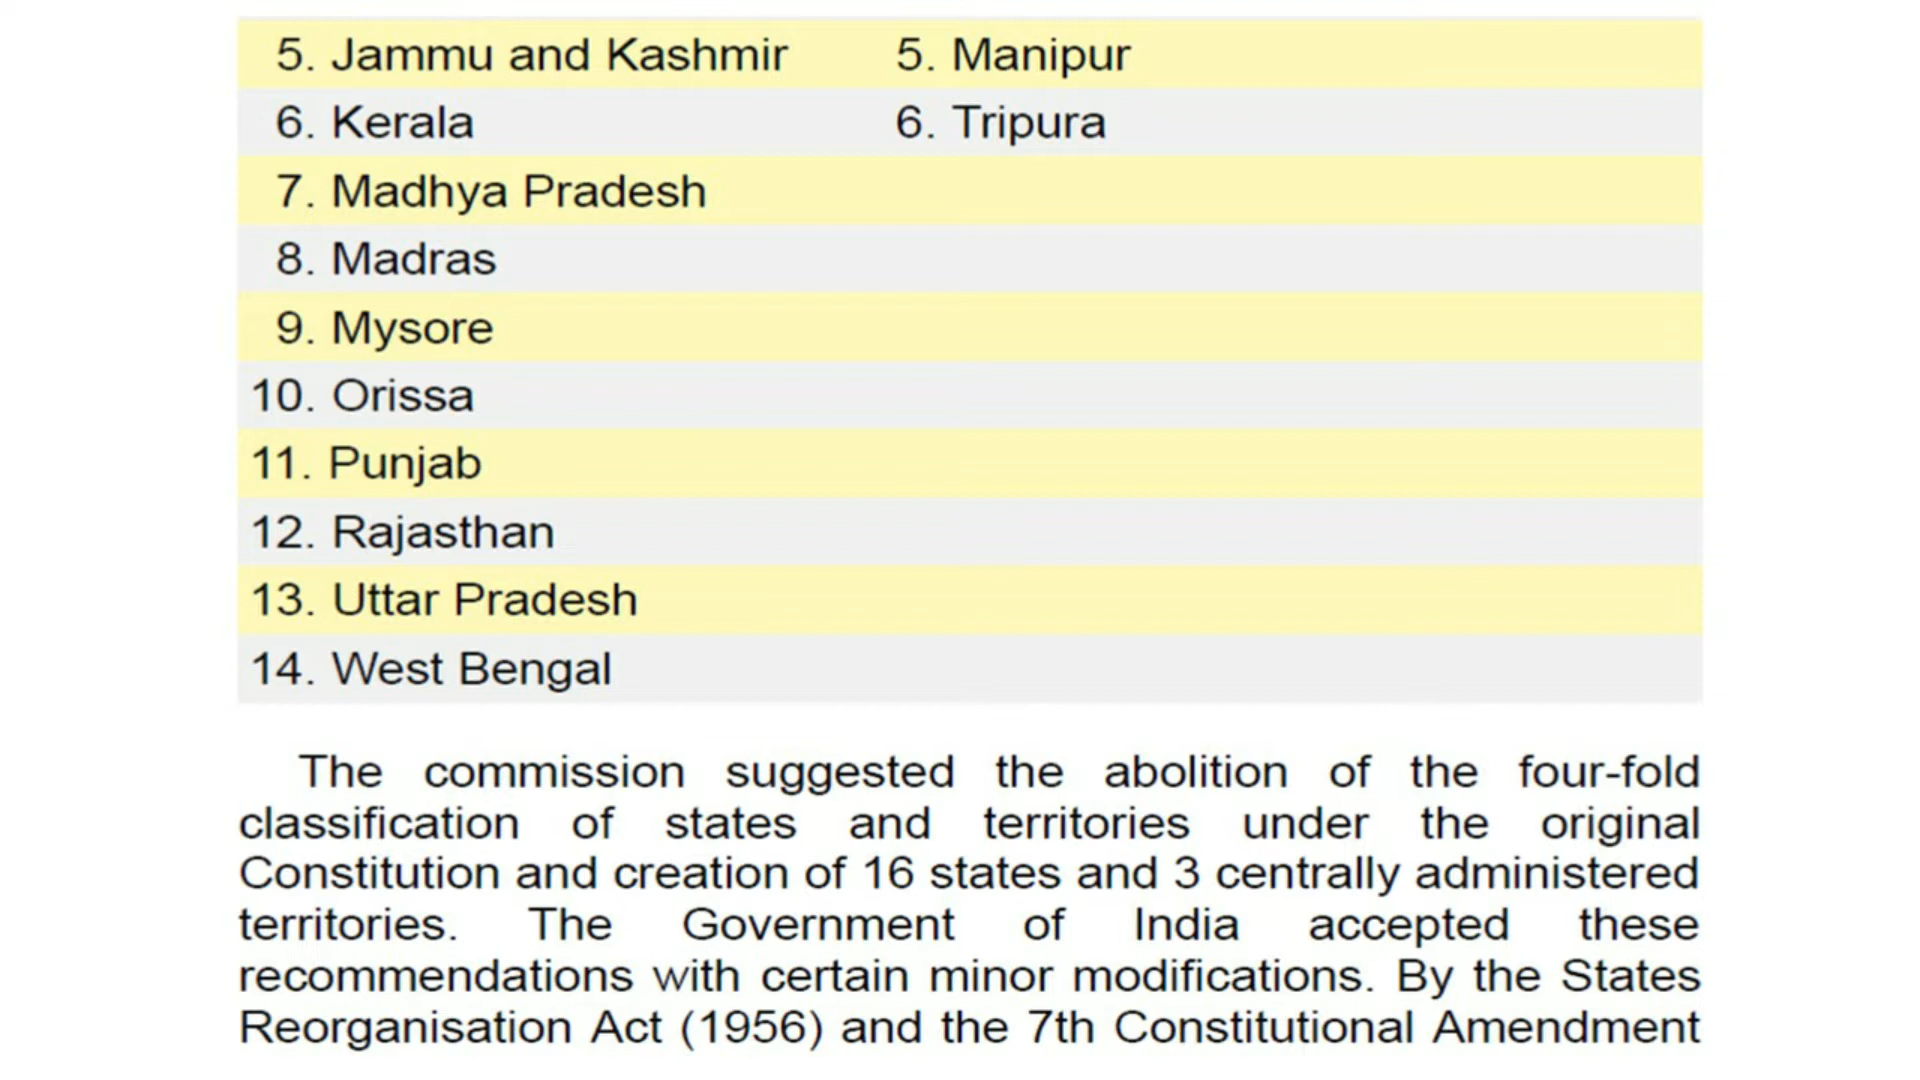 5. Jammu and Kashmir 5. Manipur
6. Kerala 6. Tripura
7. Madhya Pradesh
8. Madras
9. Mysore
10. Orissa
11. Punjab
12. Rajasthan
13. Uttar Pradesh
14. West Bengal
The commission suggested the abolition of the four-fold
classification of states and territories under the original
Constitution and creation of 16 states and 3 centrally administered
territories. The Government of India accepted these
recommendations with certain minor modifications. By the States
Reorganisation Act (1956) and the 7th Constitutional Amendment